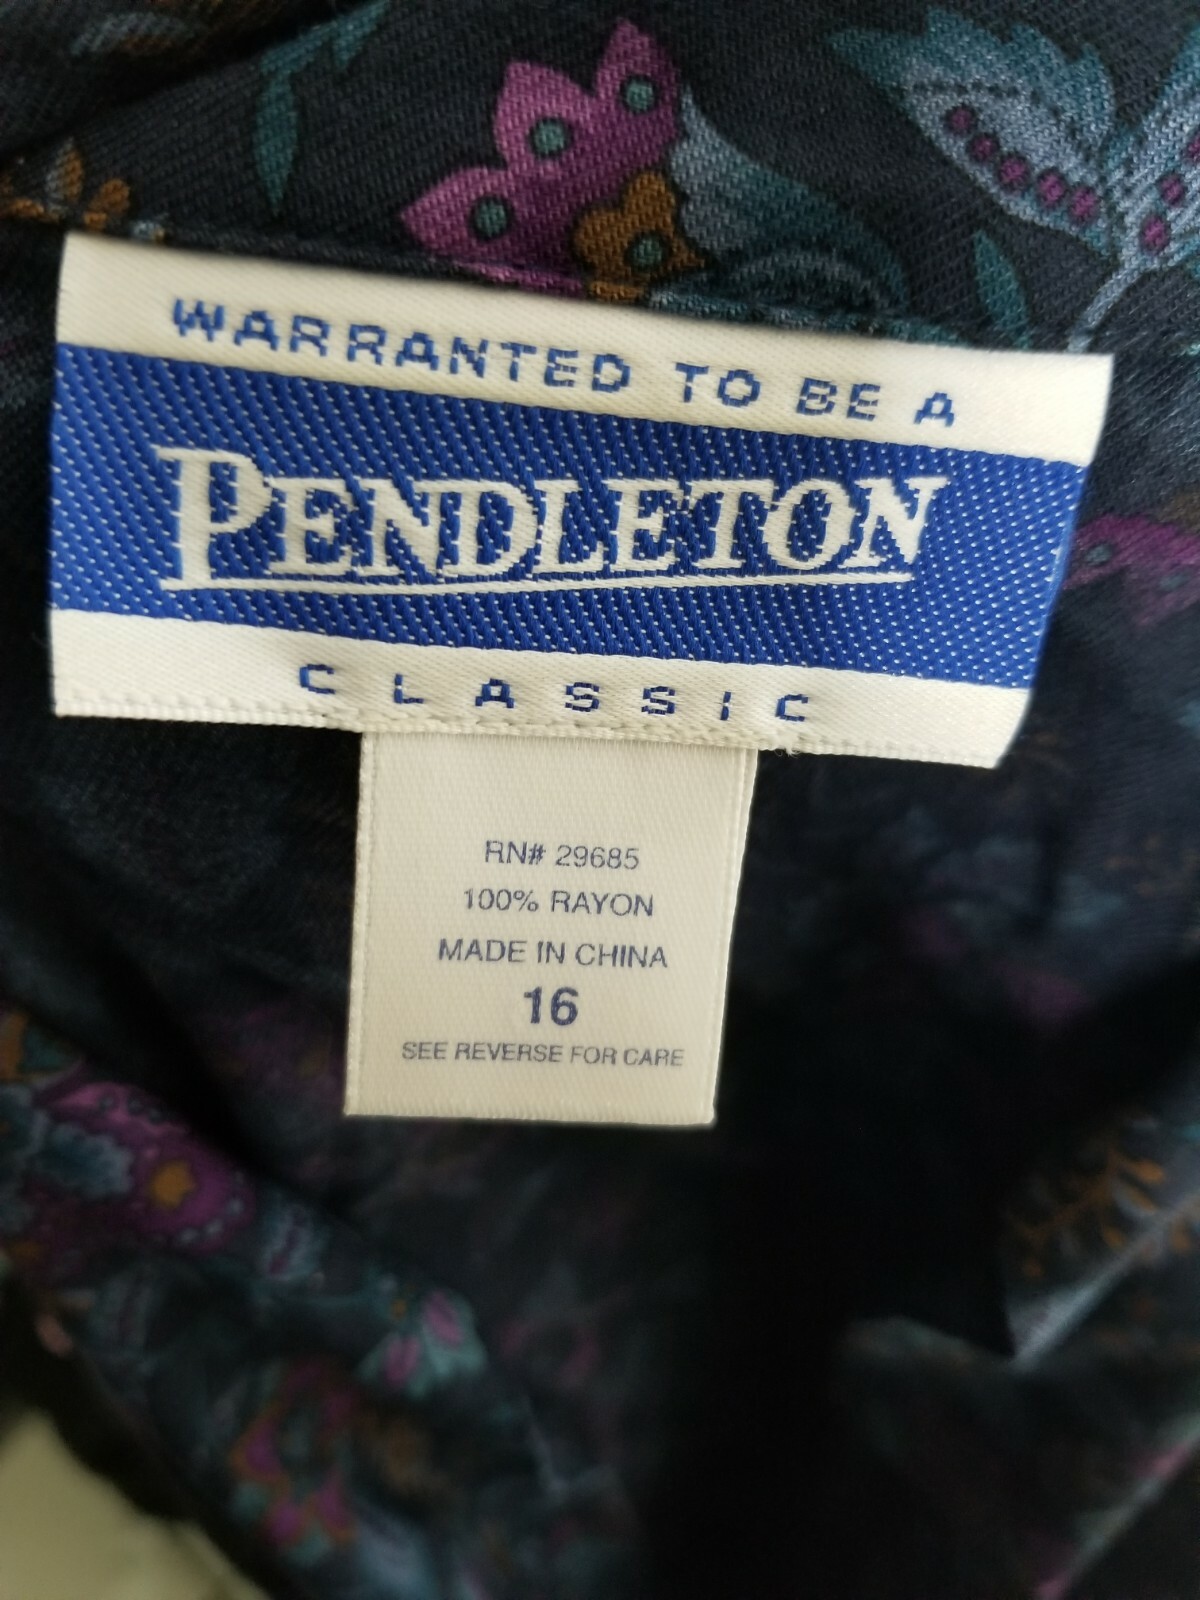 WARRANTED TO BE A
PENDLETON
CLASSIC
RN# 29685
100% RAYON
MADE IN CHINA
16
SEE REVERSE FOR CARE